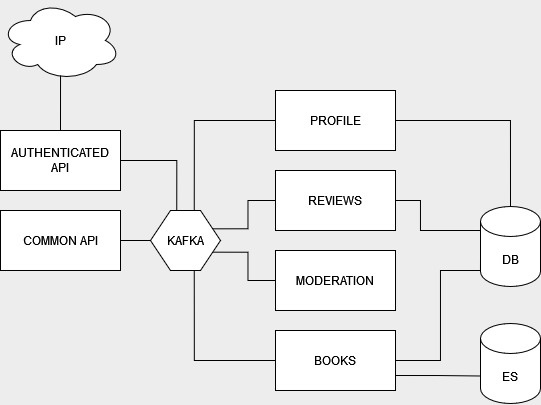 IP
AUTHENTICATED
API
COMMON API
KAFKA
PROFILE
REVIEWS
MODERATION
BOOKS
DB
ES